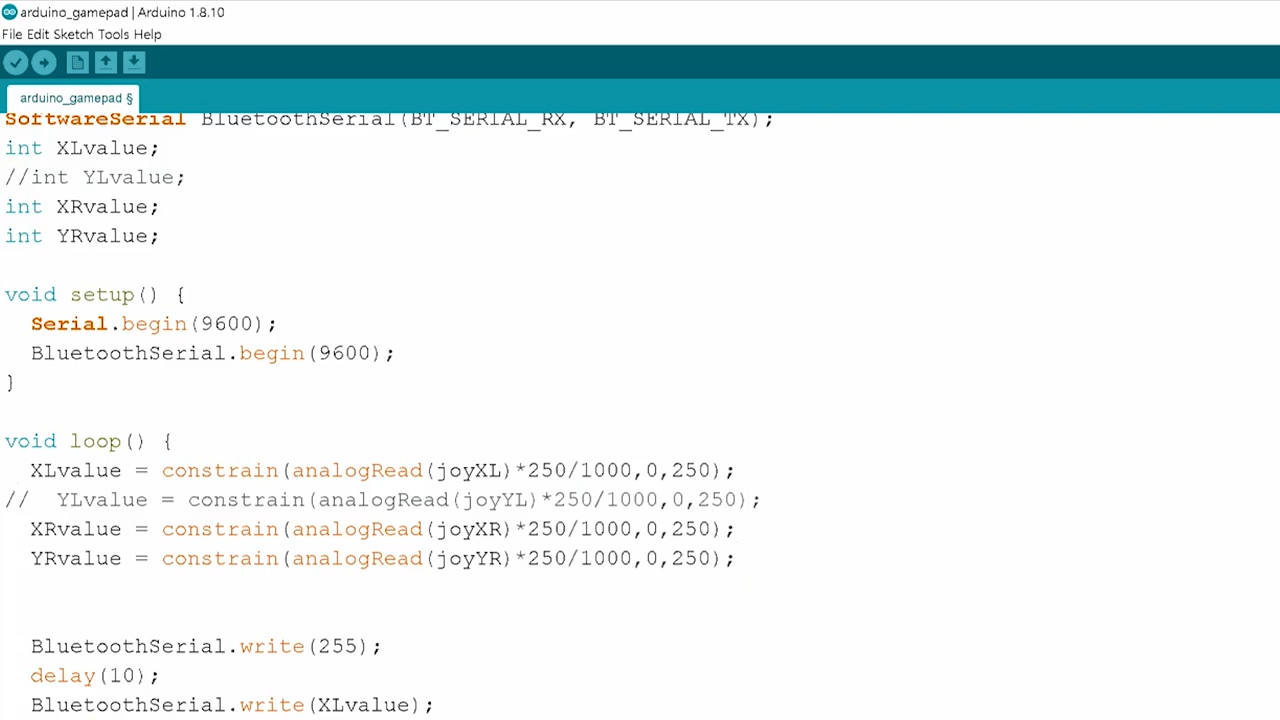 arduino_gamepad | Arduino 1.8.10
File Edit Sketch Tools Help
arduino_gamepad §
SoftwareSerial BluetoothSerial(BT_SERIAL_RX, BT_SERIAL_TX);
int XLvalue;
//int YLvalue;
int XRvalue;
int YRvalue;
void setup() {
  Serial.begin(9600);
  BluetoothSerial.begin(9600);
}
void loop() {
  XLvalue = constrain(analogRead(joyXL)*250/1000,0,250);
//  YLvalue = constrain(analogRead(joyYL)*250/1000,0,250);
  XRvalue = constrain(analogRead(joyXR)*250/1000,0,250);
  YRvalue = constrain(analogRead(joyYR)*250/1000,0,250);
  BluetoothSerial.write(255);
  delay(10);
  BluetoothSerial.write(XLvalue);